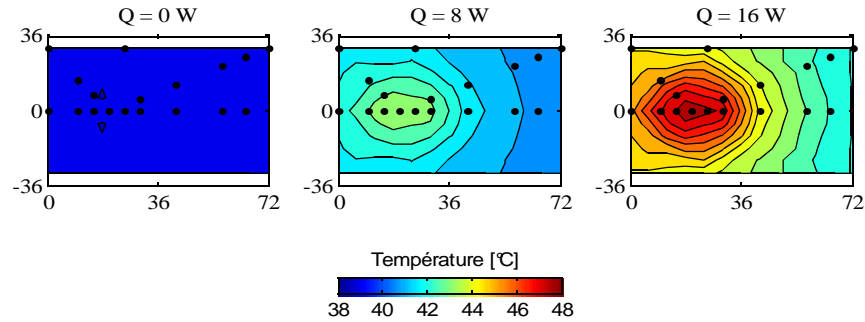 Q = 0 W Q = 8 W Q = 16 W
36 36 36
0 0 0
-36 -36 -36
0 36 72 0 36 72 0 36 72
Température [°C]
38 40 42 44 46 48